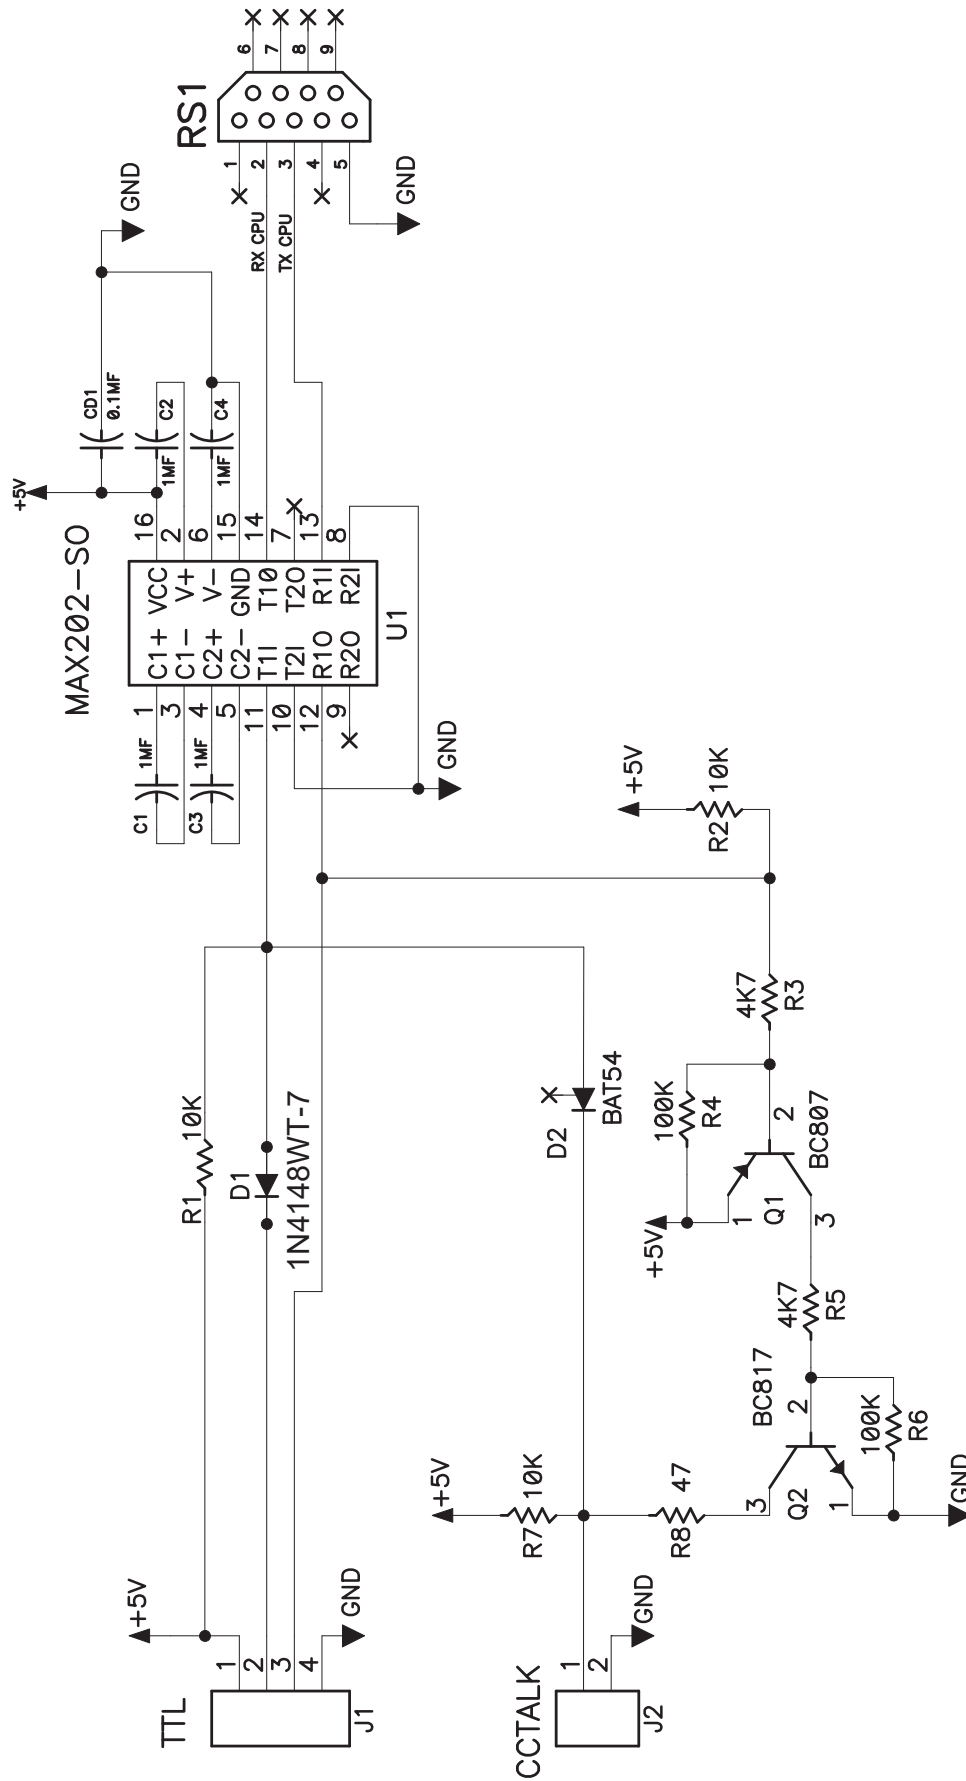 6
7
8
9
RS1
1
2
3
4
5
GND
GND
RX CPU
TX CPU
+5V
CD1
0.1MF
C2
1MF
C4
1MF
MAX202-SO
16
2
6
15
14
7
13
8
C1+ VCC
C1- V+
C2+ V-
C2- GND
T1I T1O
T2I T2O
R1O R1I
R2O R2I
U1
1
3
4
5
11
10
12
9
C1
1MF
C3
1MF
GND
+5V
R2
10K
4K7
R3
100K
R4
+5V
1
2
3
Q1
BC807
D2
BAT54
R1
10K
D1
1N4148WT-7
4K7
R5
BC817
2
3
1
Q2
100K
R6
GND
+5V
R7
10K
R8
47
+5V
TTL
1
2
3
4
J1
GND
CCTALK
1
2
J2
GND